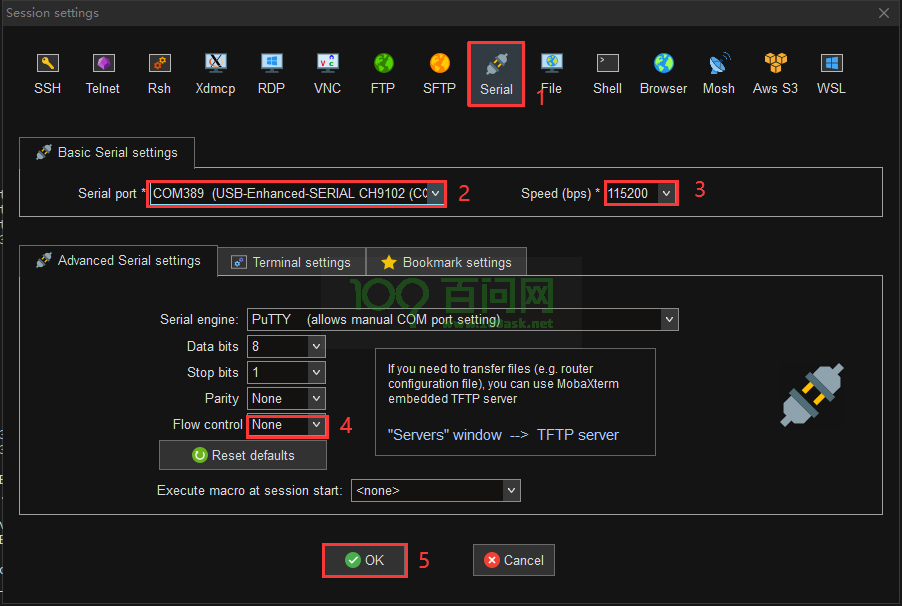 Session settings
SSH Telnet Rsh Xdmcp RDP VNC FTP SFTP Serial File Shell Browser Mosh Aws S3 WSL
1
Basic Serial settings
Serial port * COM389 (USB-Enhanced-SERIAL CH9102 (CO 2 Speed (bps) * 115200 3
Advanced Serial settings Terminal settings Bookmark settings
百问网
Serial engine: PuTTY (allows manual COM port setting)
Data bits 8
Stop bits 1
Parity None
Flow control None 4
Reset defaults
If you need to transfer files (e.g. router
configuration file), you can use MobaXterm
embedded TFTP server
"Servers" window --> TFTP server
Execute macro at session start: <none>
OK 5 Cancel